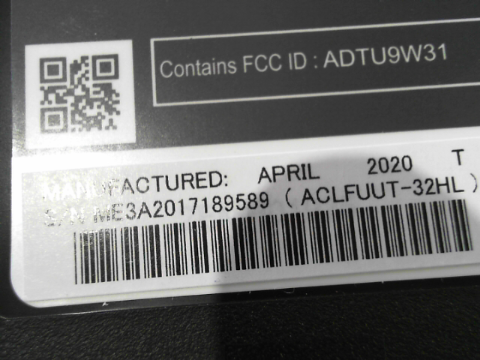 Contains FCC ID : ADTU9W31
MANUFACTURED: APRIL 2020 T
S/N ME3A2017189589 ( ACLFUUT-32HL )